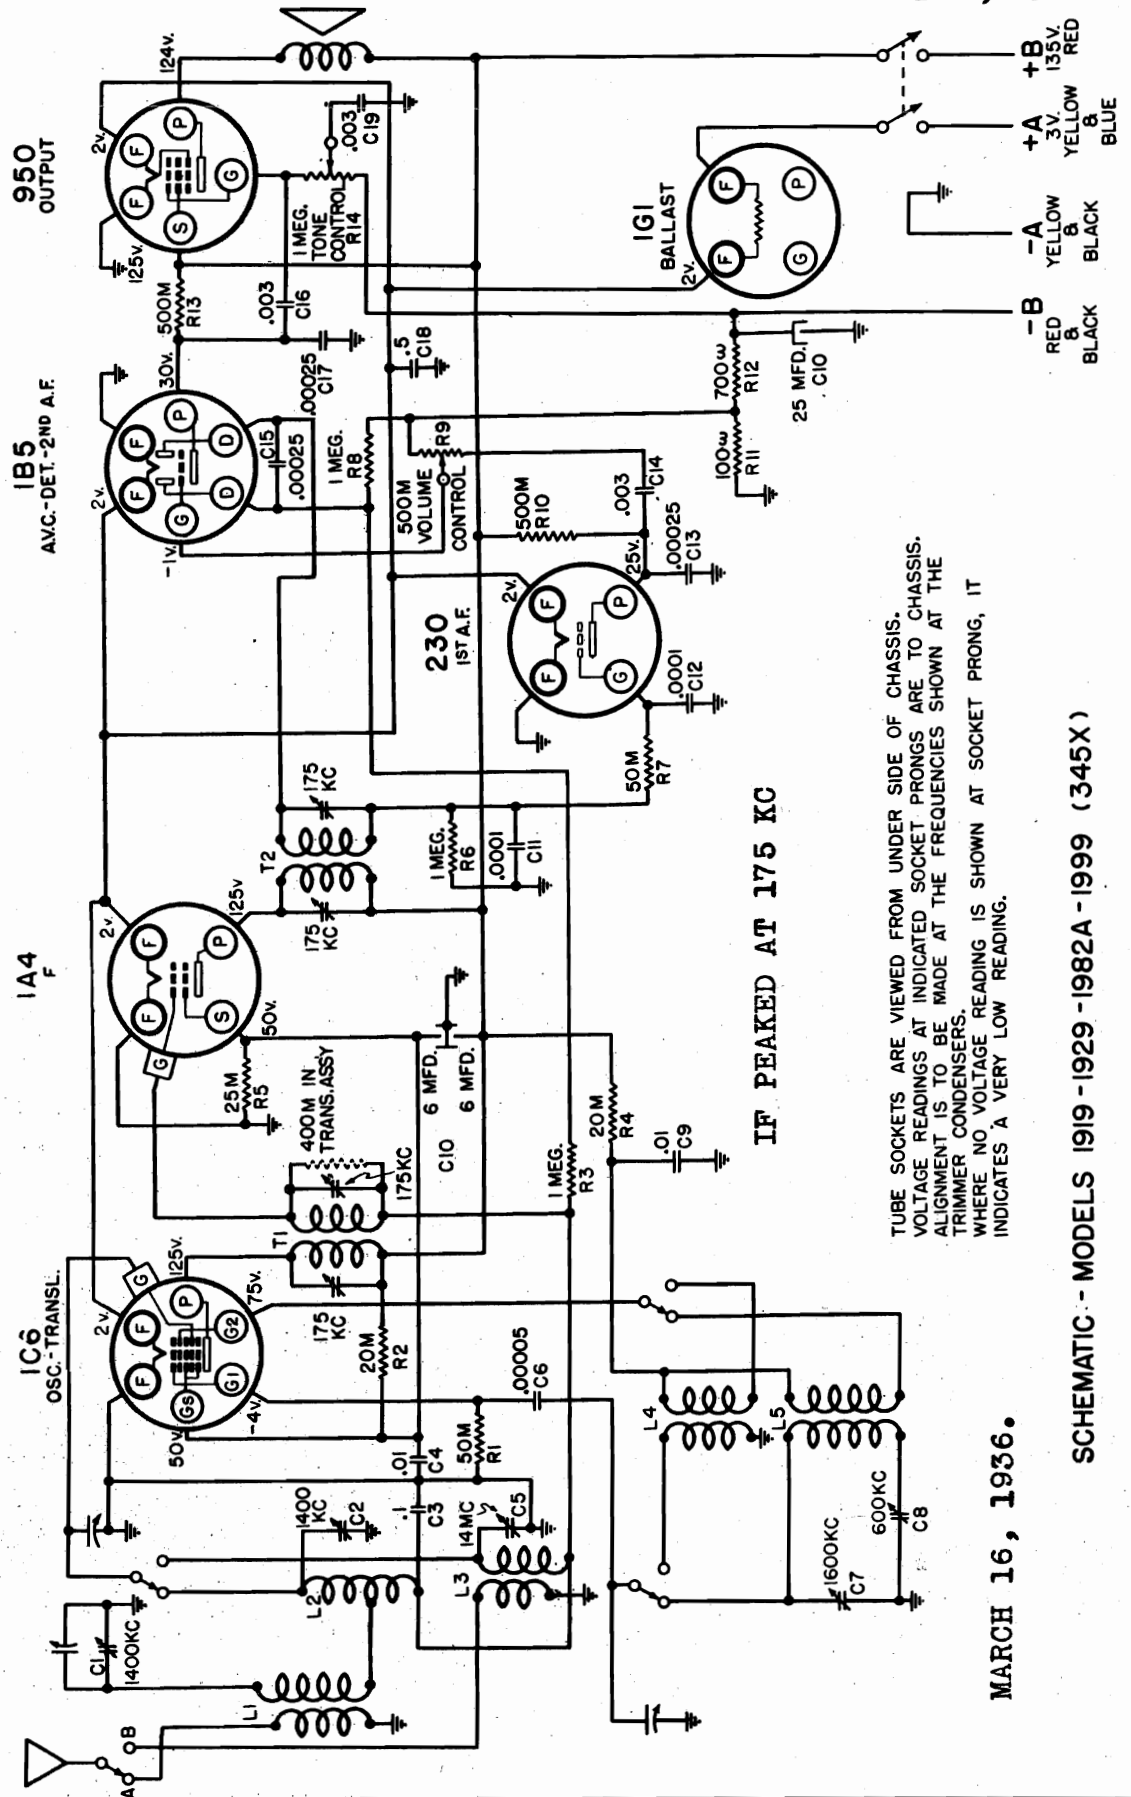 1C6
OSC.-TRANSL.
1A4
F
1B5
A.V.C.-DET.-2ND A.F.
950
OUTPUT
A
B
L1
C1
1400KC
L2
1400
KC
C2
.1
C3
.01
C4
L3
14MC
C5
50M
R1
.00005
C6
2V.
F
F
G
GS
P
G1
G2
50V.
-4V.
75V.
125V.
20M
R2
175
KC
T1
400M IN
TRANS. ASSY
175KC
25M
R5
2V.
F
F
G
S
P
50V.
125V
6 MFD.
6 MFD.
C10
1 MEG.
R3
20M
R4
.01
C9
T2
175
KC
175
KC
1 MEG.
R6
.0001
C11
50M
R7
.0001
C12
230
1ST A.F.
2V.
F
F
G
P
25V.
.00025
C13
500M
R10
.003
C14
2V.
F
F
G
P
D
D
-1V.
30V.
C15
.00025
1 MEG.
R8
500M
VOLUME
CONTROL
R9
.00025
C17
.5
C18
500M
R13
.003
C16
125V.
2V.
124V.
F
F
S
P
G
1 MEG.
TONE
CONTROL
R14
.003
C19
1G1
BALLAST
2V.
F
F
G
P
100ω
R11
700ω
R12
25 MFD.
C10
-B
RED
&
BLACK
-A
YELLOW
&
BLACK
+A
3V.
YELLOW
&
BLUE
+B
135V.
RED
L4
L5
1600KC
C7
600KC
C8
IF PEAKED AT 175 KC
TUBE SOCKETS ARE VIEWED FROM UNDER SIDE OF CHASSIS.
VOLTAGE READINGS AT INDICATED SOCKET PRONGS ARE TO CHASSIS.
ALIGNMENT IS TO BE MADE AT THE FREQUENCIES SHOWN AT THE
TRIMMER CONDENSERS.
WHERE NO VOLTAGE READING IS SHOWN AT SOCKET PRONG, IT
INDICATES A VERY LOW READING.
MARCH 16, 1936.
SCHEMATIC - MODELS 1919-1929-1982A-1999 (345X)